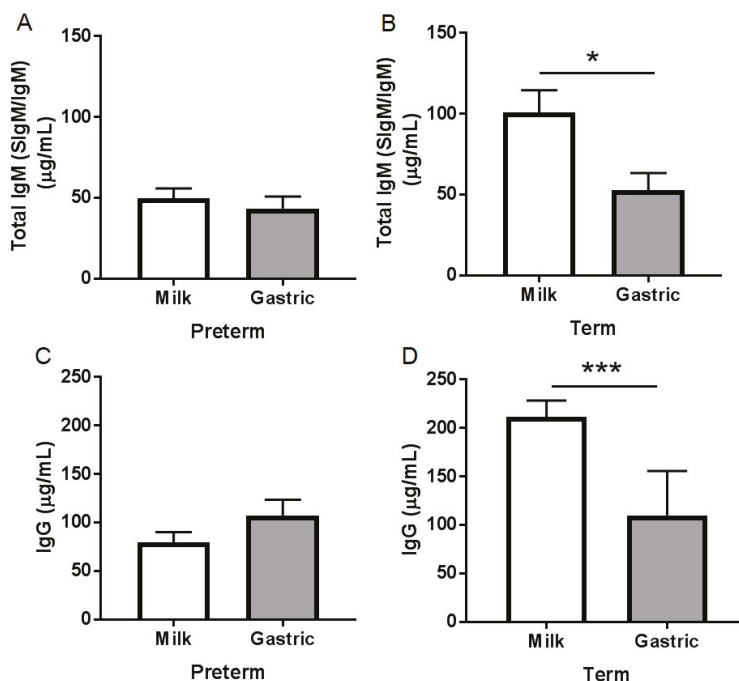 A
Total IgM (SIgM/IgM)
(μg/mL)
150
100
50
0
Milk Gastric
Preterm
B
Total IgM (SIgM/IgM)
(μg/mL)
150
100
50
0
*
Milk Gastric
Term
C
IgG (μg/mL)
250
200
150
100
50
0
Milk Gastric
Preterm
D
IgG (μg/mL)
250
200
150
100
50
0
***
Milk Gastric
Term